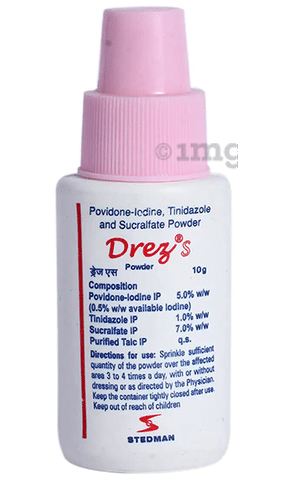 ©1mg
Povidone-Iodine, Tinidazole
and Sucralfate Powder
Drez®s
ड्रेज एस
Powder
10g
Composition
Povidone-Iodine IP 5.0% w/w
(0.5% w/w available Iodine)
Tinidazole IP 1.0% w/w
Sucralfate IP 7.0% w/w
Purified Talc IP q.s.
Directions for use: Sprinkle sufficient
quantity of the powder over the affected
area 3 to 4 times a day, with or without
dressing or as directed by the Physician.
Keep the container tightly closed after use.
Keep out of reach of children
STEDMAN